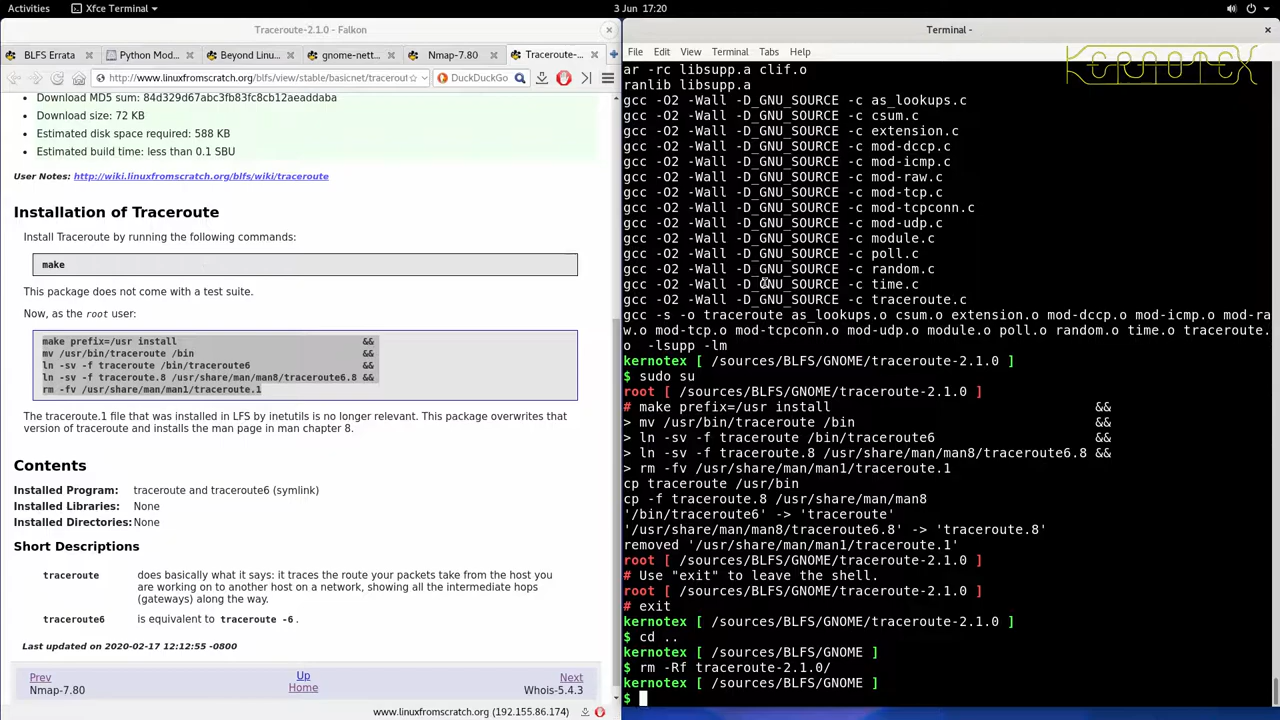 Activities
Xfce Terminal
3 Jun 17:20
Traceroute-2.1.0 - Falkon
BLFS Errata
Python Mod...
Beyond Linu...
gnome-nett...
Nmap-7.80
Traceroute-...
http://www.linuxfromscratch.org/blfs/view/stable/basicnet/tracerout
DuckDuckGo
Download MD5 sum: 84d329d67abc3fb83fc8cb12aeaddaba
Download size: 72 KB
Estimated disk space required: 588 KB
Estimated build time: less than 0.1 SBU
User Notes: http://wiki.linuxfromscratch.org/blfs/wiki/traceroute
Installation of Traceroute
Install Traceroute by running the following commands:
make
This package does not come with a test suite.
Now, as the root user:
make prefix=/usr install &&
mv /usr/bin/traceroute /bin &&
ln -sv -f traceroute /bin/traceroute6 &&
ln -sv -f traceroute.8 /usr/share/man/man8/traceroute6.8 &&
rm -fv /usr/share/man/man1/traceroute.1
The traceroute.1 file that was installed in LFS by inetutils is no longer relevant. This package overwrites that
version of traceroute and installs the man page in man chapter 8.
Contents
Installed Program: traceroute and traceroute6 (symlink)
Installed Libraries: None
Installed Directories: None
Short Descriptions
traceroute does basically what it says: it traces the route your packets take from the host you
are working on to another host on a network, showing all the intermediate hops
(gateways) along the way.
traceroute6 is equivalent to traceroute -6.
Last updated on 2020-02-17 12:12:55 -0800
Prev Up Next
Nmap-7.80 Home Whois-5.4.3
www.linuxfromscratch.org (192.155.86.174)
Terminal -
File Edit View Terminal Tabs Help
KERNOTEX
ar -rc libsupp.a clif.o
ranlib libsupp.a
gcc -O2 -Wall -D_GNU_SOURCE -c as_lookups.c
gcc -O2 -Wall -D_GNU_SOURCE -c csum.c
gcc -O2 -Wall -D_GNU_SOURCE -c extension.c
gcc -O2 -Wall -D_GNU_SOURCE -c mod-dccp.c
gcc -O2 -Wall -D_GNU_SOURCE -c mod-icmp.c
gcc -O2 -Wall -D_GNU_SOURCE -c mod-raw.c
gcc -O2 -Wall -D_GNU_SOURCE -c mod-tcp.c
gcc -O2 -Wall -D_GNU_SOURCE -c mod-tcpconn.c
gcc -O2 -Wall -D_GNU_SOURCE -c mod-udp.c
gcc -O2 -Wall -D_GNU_SOURCE -c module.c
gcc -O2 -Wall -D_GNU_SOURCE -c poll.c
gcc -O2 -Wall -D_GNU_SOURCE -c random.c
gcc -O2 -Wall -D_GNU_SOURCE -c time.c
gcc -O2 -Wall -D_GNU_SOURCE -c traceroute.c
gcc -s -o traceroute as_lookups.o csum.o extension.o mod-dccp.o mod-icmp.o mod-ra
w.o mod-tcp.o mod-tcpconn.o mod-udp.o module.o poll.o random.o time.o traceroute.
o -lsupp -lm
kernotex [ /sources/BLFS/GNOME/traceroute-2.1.0 ]
$ sudo su
root [ /sources/BLFS/GNOME/traceroute-2.1.0 ]
# make prefix=/usr install &&
> mv /usr/bin/traceroute /bin &&
> ln -sv -f traceroute /bin/traceroute6 &&
> ln -sv -f traceroute.8 /usr/share/man/man8/traceroute6.8 &&
> rm -fv /usr/share/man/man1/traceroute.1
cp traceroute /usr/bin
cp -f traceroute.8 /usr/share/man/man8
'/bin/traceroute6' -> 'traceroute'
'/usr/share/man/man8/traceroute6.8' -> 'traceroute.8'
removed '/usr/share/man/man1/traceroute.1'
root [ /sources/BLFS/GNOME/traceroute-2.1.0 ]
# Use "exit" to leave the shell.
root [ /sources/BLFS/GNOME/traceroute-2.1.0 ]
# exit
kernotex [ /sources/BLFS/GNOME/traceroute-2.1.0 ]
$ cd ..
kernotex [ /sources/BLFS/GNOME ]
$ rm -Rf traceroute-2.1.0/
kernotex [ /sources/BLFS/GNOME ]
$